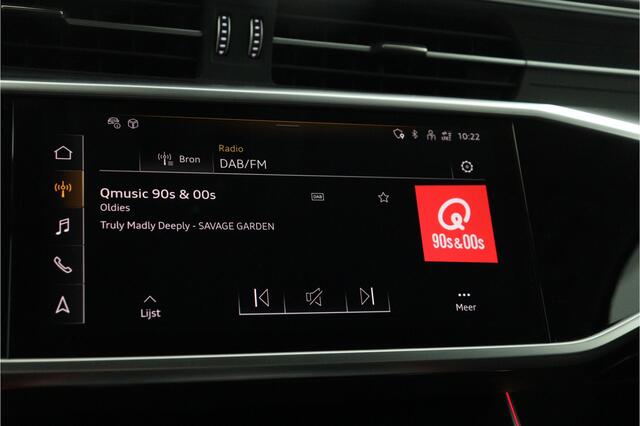 10:22
Radio
Bron
DAB/FM
Qmusic 90s & 00s
DAB
Oldies
Truly Madly Deeply - SAVAGE GARDEN
90s&00s
Lijst
Meer